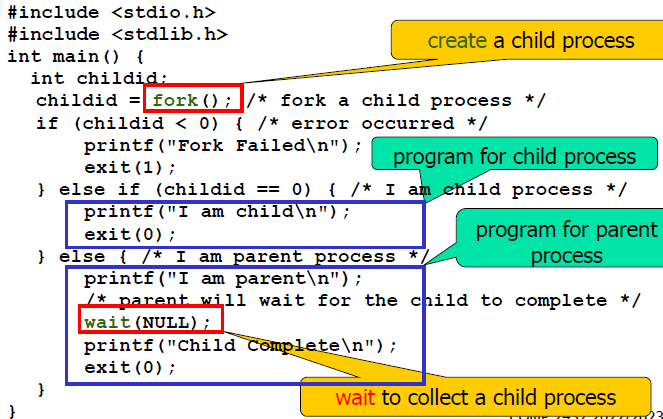 #include <stdio.h>
#include <stdlib.h>
int main() {
create a child process
int childid;
childid = fork(); /* fork a child process */
if (childid < 0) { /* error occurred */
printf("Fork Failed\n");
exit(1);
program for child process
} else if (childid == 0) { /* I am child process */
printf("I am child\n");
exit(0);
program for parent
process
} else { /* I am parent process */
printf("I am parent\n");
/* parent will wait for the child to complete */
wait(NULL);
printf("Child Complete\n");
exit(0);
}
wait to collect a child process
}